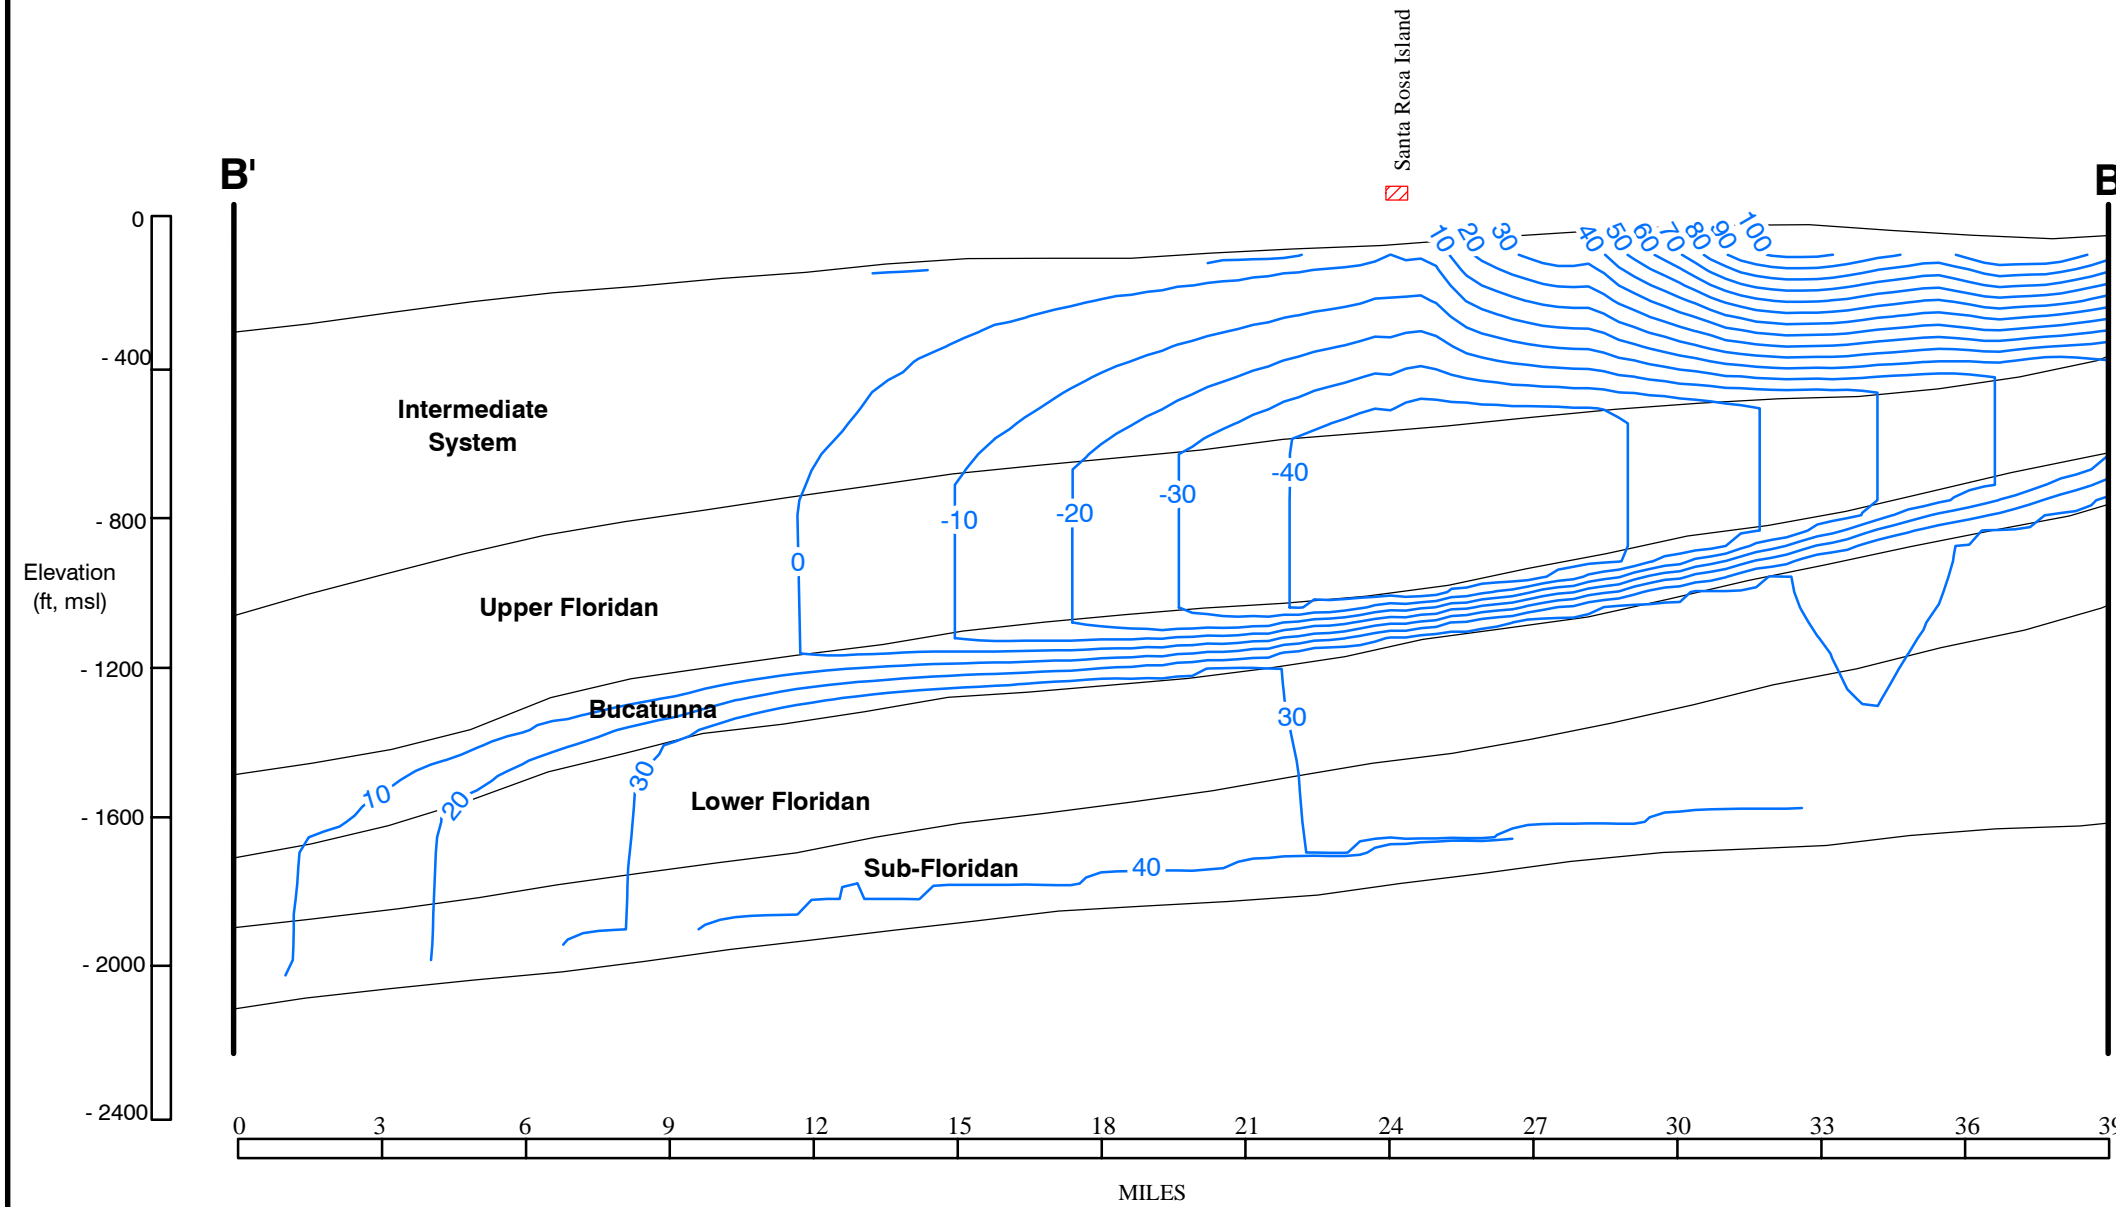 Santa Rosa Island
B'
B
0
- 400
- 800
- 1200
- 1600
- 2000
- 2400
Elevation
(ft, msl)
10
20
30
40
50
60
70
80
90
100
Intermediate
System
-40
-30
-20
-10
0
Upper Floridan
Bucatunna
30
30
10
20
Lower Floridan
Sub-Floridan
40
0 3 6 9 12 15 18 21 24 27 30 33 36 39
MILES